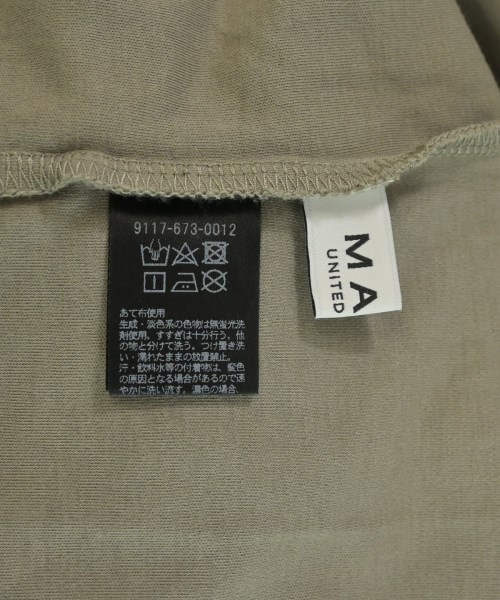 9117-673-0012
あて布使用
生成・淡色系の色物は無蛍光洗
剤使用。すすぎは十分行う。他
の物と分けて洗う。つけ置き洗
い・濡れたままの放置禁止。
汗・飲料水等の付着物は、変色
の原因となる場合があるので速
やかに洗い流す。濃色の場合、
MA
UNITED